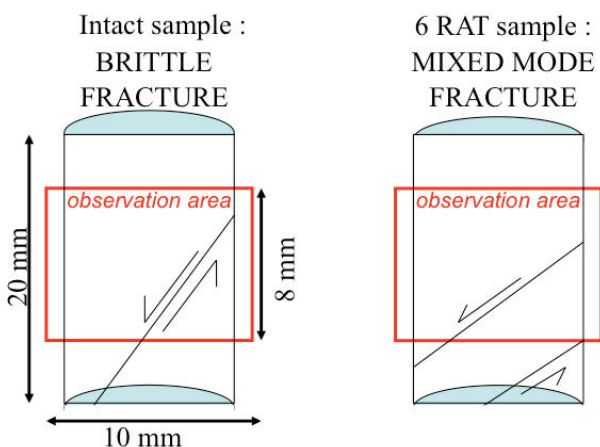 Intact sample :
BRITTLE
FRACTURE
6 RAT sample :
MIXED MODE
FRACTURE
observation area
20 mm
8 mm
10 mm
observation area